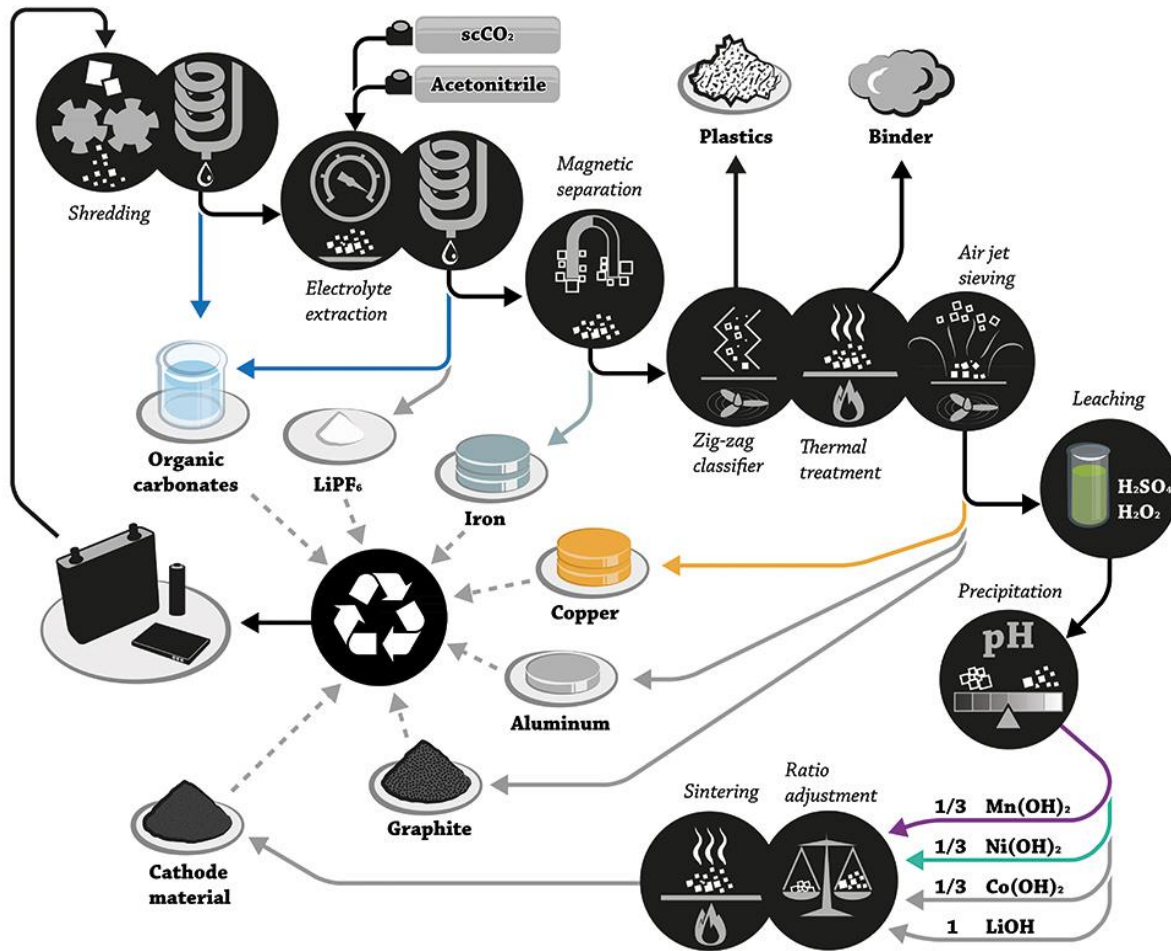 scCO₂
Acetonitrile
Shredding
Electrolyte
extraction
Magnetic
separation
Plastics
Binder
Air jet
sieving
Zig-zag
classifier
Thermal
treatment
Leaching
H₂SO₄
H₂O₂
Organic
carbonates
LiPF₆
Iron
Copper
Aluminum
Graphite
Cathode
material
Precipitation
pH
Sintering
Ratio
adjustment
1/3 Mn(OH)₂
1/3 Ni(OH)₂
1/3 Co(OH)₂
1 LiOH